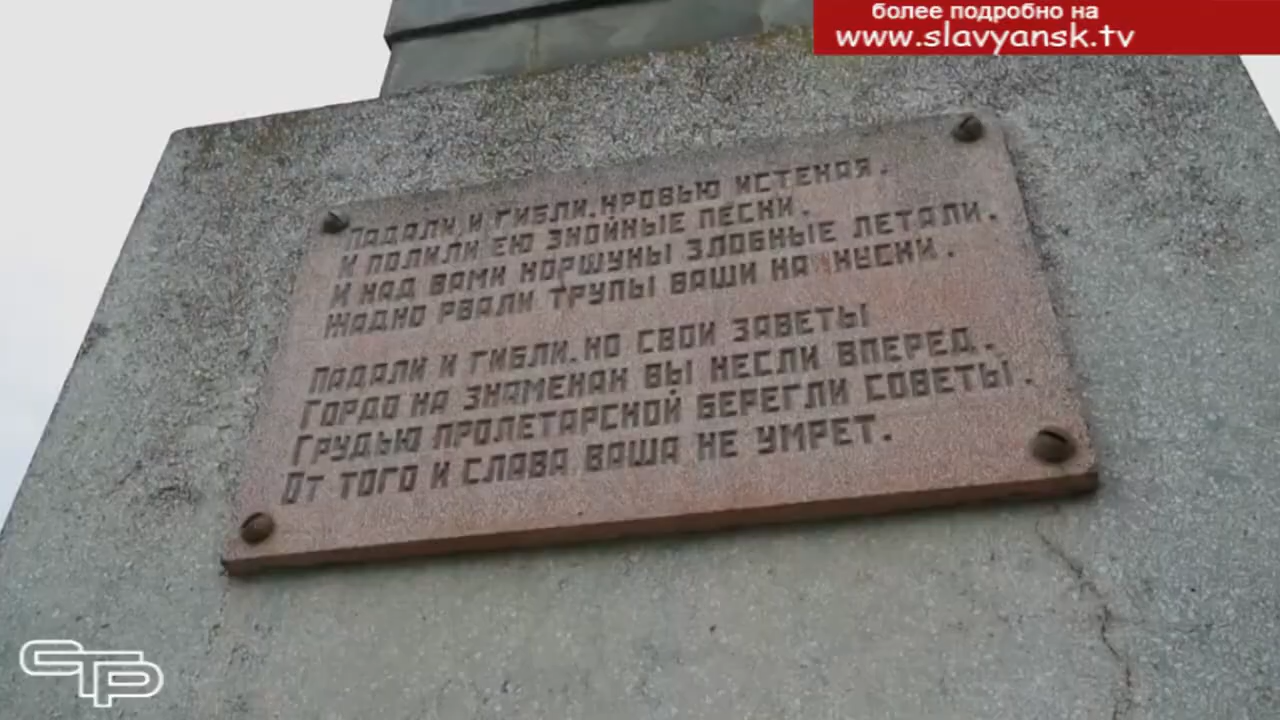 более подробно на
www.slavyansk.tv
ПАДАЛИ, И ГИБЛИ, КРОВЬЮ ИСТЕКАЯ.
И ПОЛИЛИ ЕЮ ЗНОЙНЫЕ ПЕСКИ.
И НАД ВАМИ КОРШУНЫ ЗЛОБНЫЕ ЛЕТАЛИ.
ЖАДНО РВАЛИ ТРУПЫ ВАШИ НА КУСКИ.
ПАДАЛИ И ГИБЛИ, НО СВОИ ЗАВЕТЫ
ГОРДО НА ЗНАМЕНАХ ВЫ НЕСЛИ ВПЕРЕД.
ГРУДЬЮ ПРОЛЕТАРСКОЙ БЕРЕГЛИ СОВЕТЫ.
ОТ ТОГО И СЛАВА ВАША НЕ УМРЕТ.
СТР